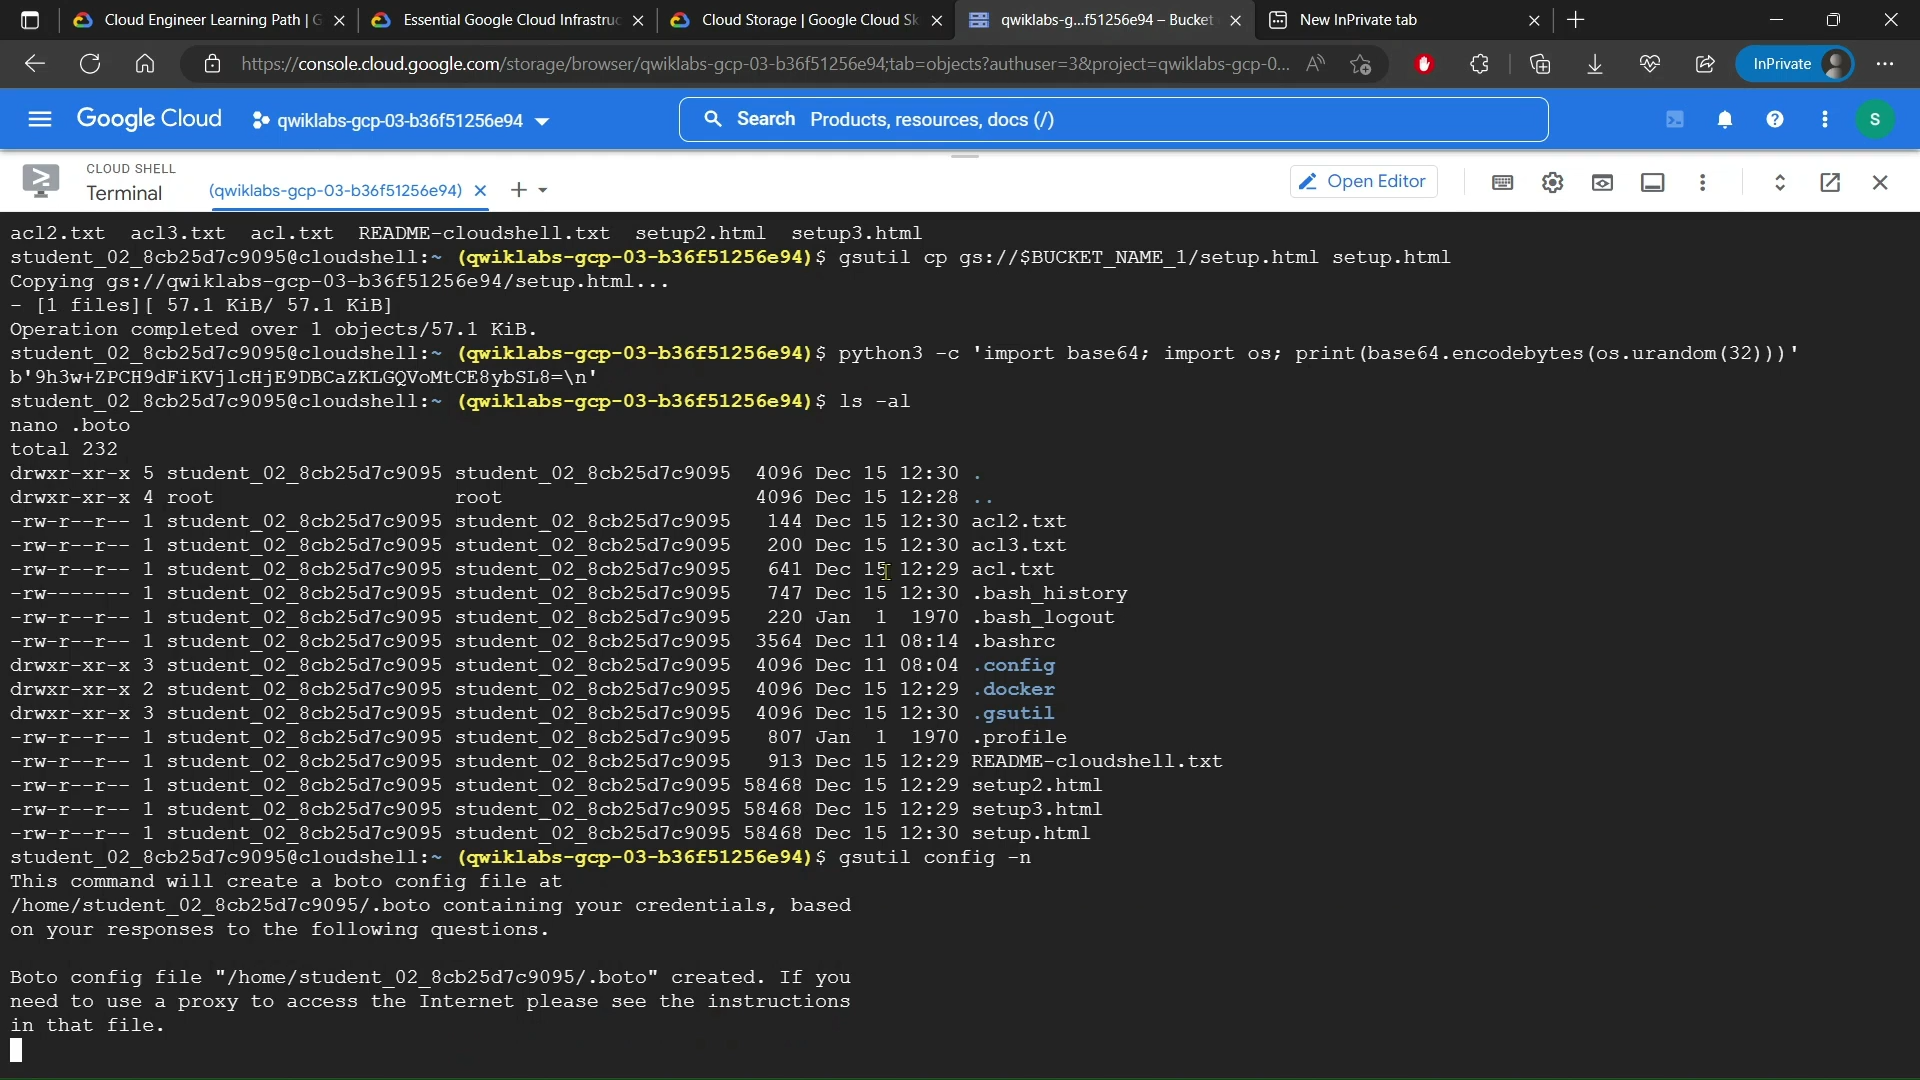 Cloud Engineer Learning Path | G
Essential Google Cloud Infrastruc
Cloud Storage | Google Cloud Sk
qwiklabs-g...f51256e94 – Bucket
New InPrivate tab
https://console.cloud.google.com/storage/browser/qwiklabs-gcp-03-b36f51256e94;tab=objects?authuser=3&project=qwiklabs-gcp-0...
InPrivate
Google Cloud
qwiklabs-gcp-03-b36f51256e94
Search Products, resources, docs (/)
S
CLOUD SHELL
Terminal
(qwiklabs-gcp-03-b36f51256e94)
Open Editor
acl2.txt  acl3.txt  acl.txt  README-cloudshell.txt  setup2.html  setup3.html
student_02_8cb25d7c9095@cloudshell:~ (qwiklabs-gcp-03-b36f51256e94)$ gsutil cp gs://$BUCKET_NAME_1/setup.html setup.html
Copying gs://qwiklabs-gcp-03-b36f51256e94/setup.html...
- [1 files][ 57.1 KiB/ 57.1 KiB]
Operation completed over 1 objects/57.1 KiB.
student_02_8cb25d7c9095@cloudshell:~ (qwiklabs-gcp-03-b36f51256e94)$ python3 -c 'import base64; import os; print(base64.encodebytes(os.urandom(32)))'
b'9h3w+ZPCH9dFiKVjlcHjE9DBCaZKLGQVoMtCE8ybSL8=\n'
student_02_8cb25d7c9095@cloudshell:~ (qwiklabs-gcp-03-b36f51256e94)$ ls -al
nano .boto
total 232
drwxr-xr-x 5 student_02_8cb25d7c9095 student_02_8cb25d7c9095  4096 Dec 15 12:30 .
drwxr-xr-x 4 root                    root                     4096 Dec 15 12:28 ..
-rw-r--r-- 1 student_02_8cb25d7c9095 student_02_8cb25d7c9095   144 Dec 15 12:30 acl2.txt
-rw-r--r-- 1 student_02_8cb25d7c9095 student_02_8cb25d7c9095   200 Dec 15 12:30 acl3.txt
-rw-r--r-- 1 student_02_8cb25d7c9095 student_02_8cb25d7c9095   641 Dec 15 12:29 acl.txt
-rw------- 1 student_02_8cb25d7c9095 student_02_8cb25d7c9095   747 Dec 15 12:30 .bash_history
-rw-r--r-- 1 student_02_8cb25d7c9095 student_02_8cb25d7c9095   220 Jan  1  1970 .bash_logout
-rw-r--r-- 1 student_02_8cb25d7c9095 student_02_8cb25d7c9095  3564 Dec 11 08:14 .bashrc
drwxr-xr-x 3 student_02_8cb25d7c9095 student_02_8cb25d7c9095  4096 Dec 11 08:04 .config
drwxr-xr-x 2 student_02_8cb25d7c9095 student_02_8cb25d7c9095  4096 Dec 15 12:29 .docker
drwxr-xr-x 3 student_02_8cb25d7c9095 student_02_8cb25d7c9095  4096 Dec 15 12:30 .gsutil
-rw-r--r-- 1 student_02_8cb25d7c9095 student_02_8cb25d7c9095   807 Jan  1  1970 .profile
-rw-r--r-- 1 student_02_8cb25d7c9095 student_02_8cb25d7c9095   913 Dec 15 12:29 README-cloudshell.txt
-rw-r--r-- 1 student_02_8cb25d7c9095 student_02_8cb25d7c9095 58468 Dec 15 12:29 setup2.html
-rw-r--r-- 1 student_02_8cb25d7c9095 student_02_8cb25d7c9095 58468 Dec 15 12:29 setup3.html
-rw-r--r-- 1 student_02_8cb25d7c9095 student_02_8cb25d7c9095 58468 Dec 15 12:30 setup.html
student_02_8cb25d7c9095@cloudshell:~ (qwiklabs-gcp-03-b36f51256e94)$ gsutil config -n
This command will create a boto config file at
/home/student_02_8cb25d7c9095/.boto containing your credentials, based
on your responses to the following questions.
Boto config file "/home/student_02_8cb25d7c9095/.boto" created. If you
need to use a proxy to access the Internet please see the instructions
in that file.